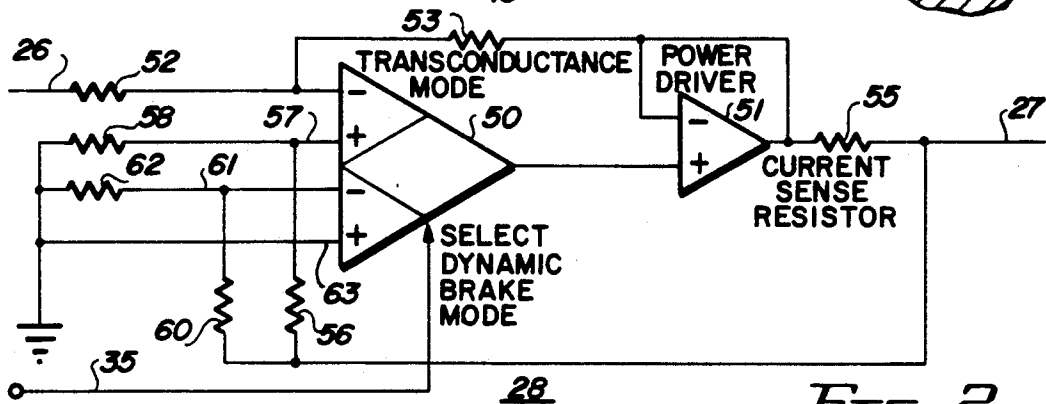 53
26
52
TRANSCONDUCTANCE
MODE
POWER
DRIVER
51
55
27
58
57
50
62
61
CURRENT
SENSE
RESISTOR
SELECT
DYNAMIC
BRAKE
MODE
63
60
56
35
28